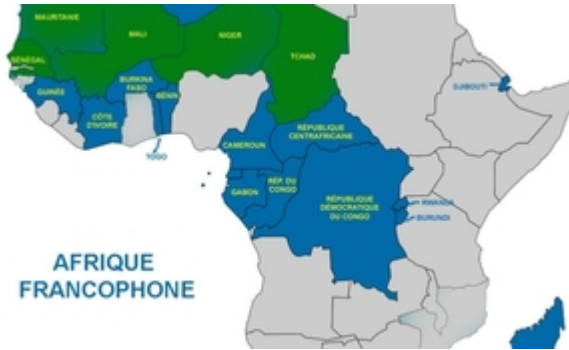 MAURITANIE
MALI
NIGER
TCHAD
SÉNÉGAL
GUINÉE
BURKINA
FASO
BÉNIN
CÔTE
D'IVOIRE
TOGO
DJIBOUTI
CAMEROUN
RÉPUBLIQUE
CENTRAFRICAINE
GABON
RÉP. DU
CONGO
RÉPUBLIQUE
DÉMOCRATIQUE
DU CONGO
RWANDA
BURUNDI
AFRIQUE
FRANCOPHONE